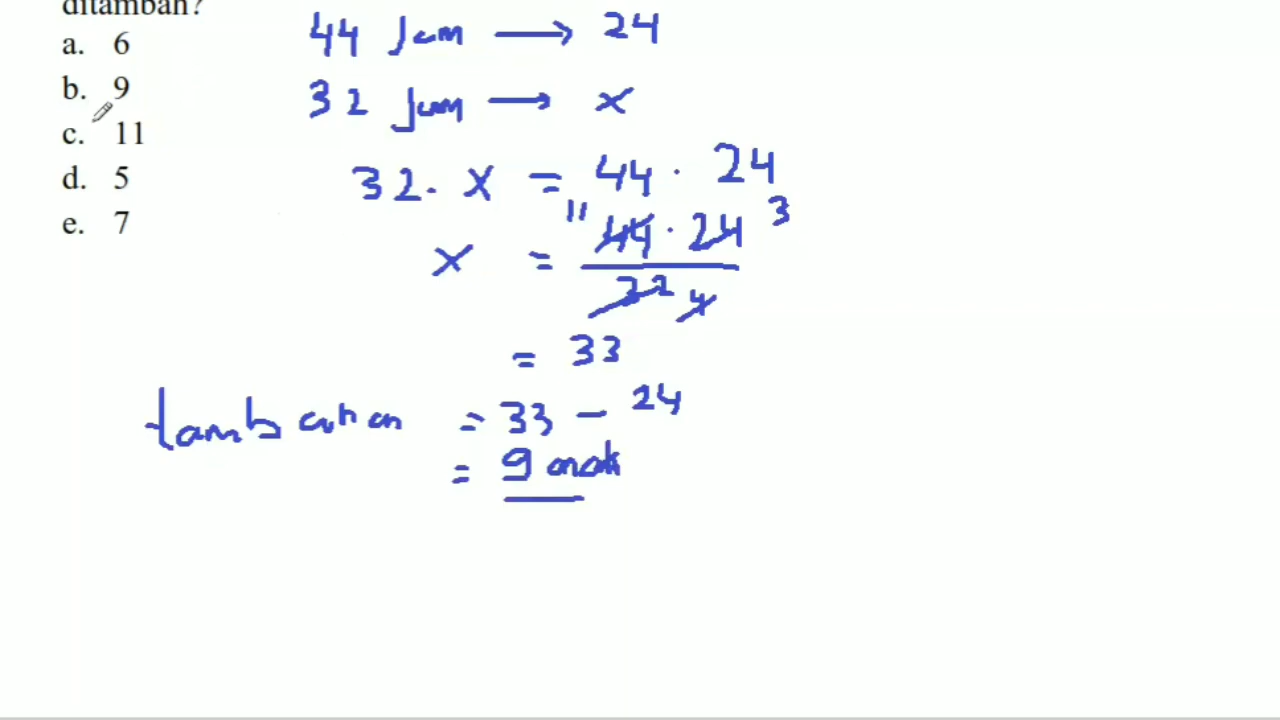 ditambah?
a. 6
b. 9
c. 11
d. 5
e. 7
44 Jam → 24
32 jam → x
32 . x = 44 . 24
x = 44 . 24 / 32
11 3
4
= 33
tambahan = 33 - 24
= 9 anak